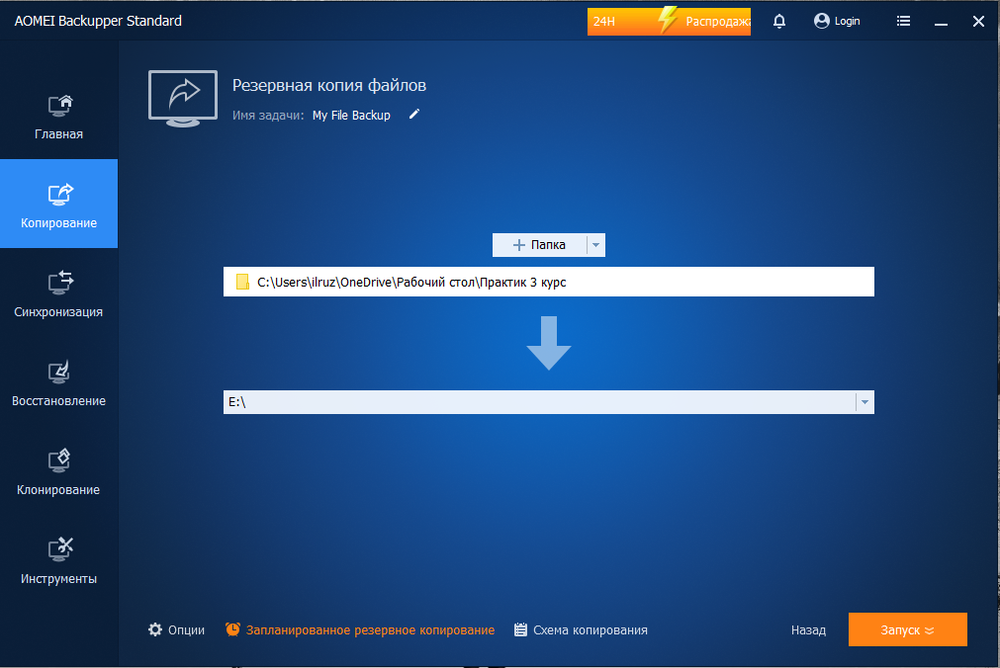 AOMEI Backupper Standard
24H Распродажа
Login
Главная
Копирование
Синхронизация
Восстановление
Клонирование
Инструменты
Резервная копия файлов
Имя задачи: My File Backup
Папка
C:\Users\ilruz\OneDrive\Рабочий стол\Практик 3 курс
E:\
Опции
Запланированное резервное копирование
Схема копирования
Назад
Запуск